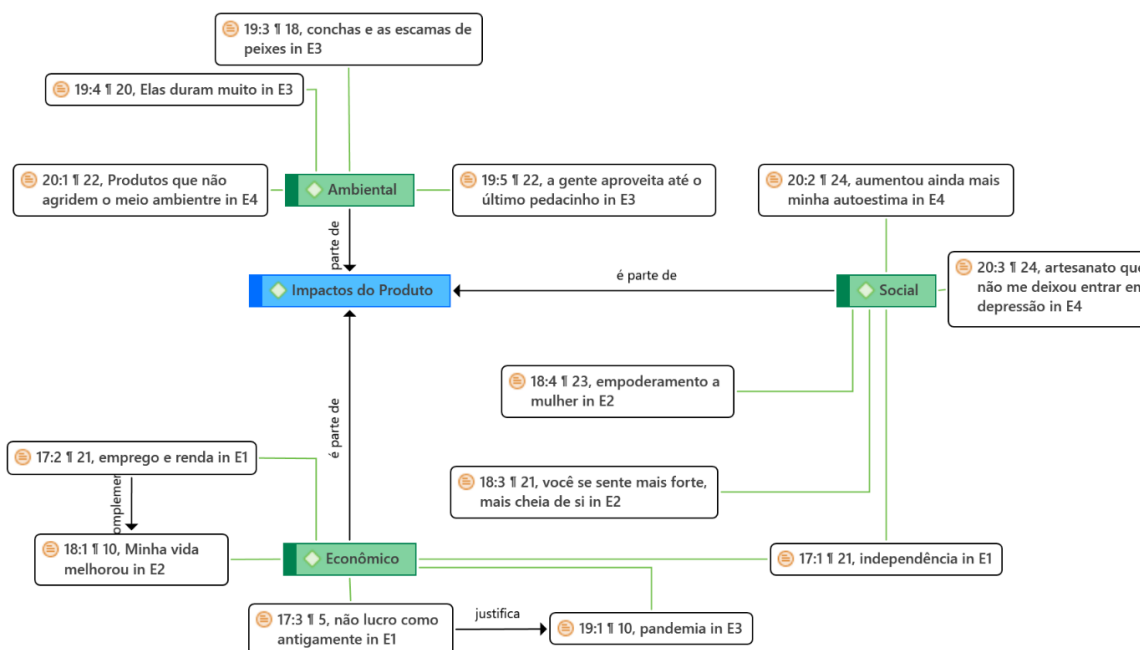 19:3 ¶ 18, conchas e as escamas de
peixes in E3
19:4 ¶ 20, Elas duram muito in E3
20:1 ¶ 22, Produtos que não
agridem o meio ambientre in E4
Ambiental
19:5 ¶ 22, a gente aproveita até o
último pedacinho in E3
20:2 ¶ 24, aumentou ainda mais
minha autoestima in E4
parte de
Impactos do Produto
é parte de
Social
20:3 ¶ 24, artesanato que
não me deixou entrar en
depressão in E4
18:4 ¶ 23, empoderamento a
mulher in E2
é parte de
17:2 ¶ 21, emprego e renda in E1
18:3 ¶ 21, você se sente mais forte,
mais cheia de si in E2
omplemen
18:1 ¶ 10, Minha vida
melhorou in E2
Econômico
17:1 ¶ 21, independência in E1
17:3 ¶ 5, não lucro como
antigamente in E1
justifica
19:1 ¶ 10, pandemia in E3